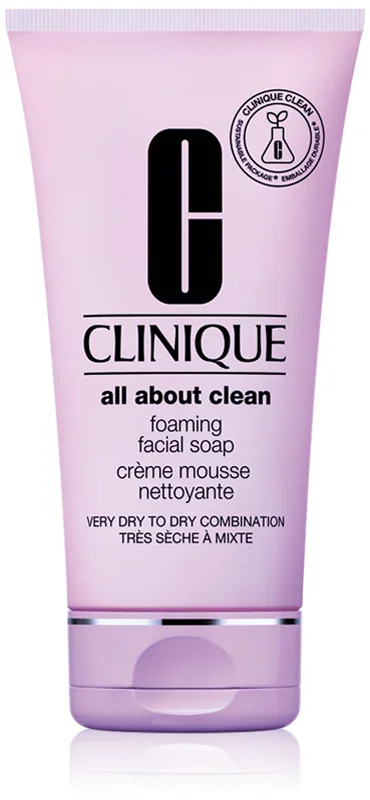 CLINIQUE CLEAN
SUSTAINABLE PACKAGE* EMBALLAGE DURABLE*
C
C
CLINIQUE
all about clean
foaming
facial soap
crème mousse
nettoyante
VERY DRY TO DRY COMBINATION
TRÈS SÈCHE À MIXTE